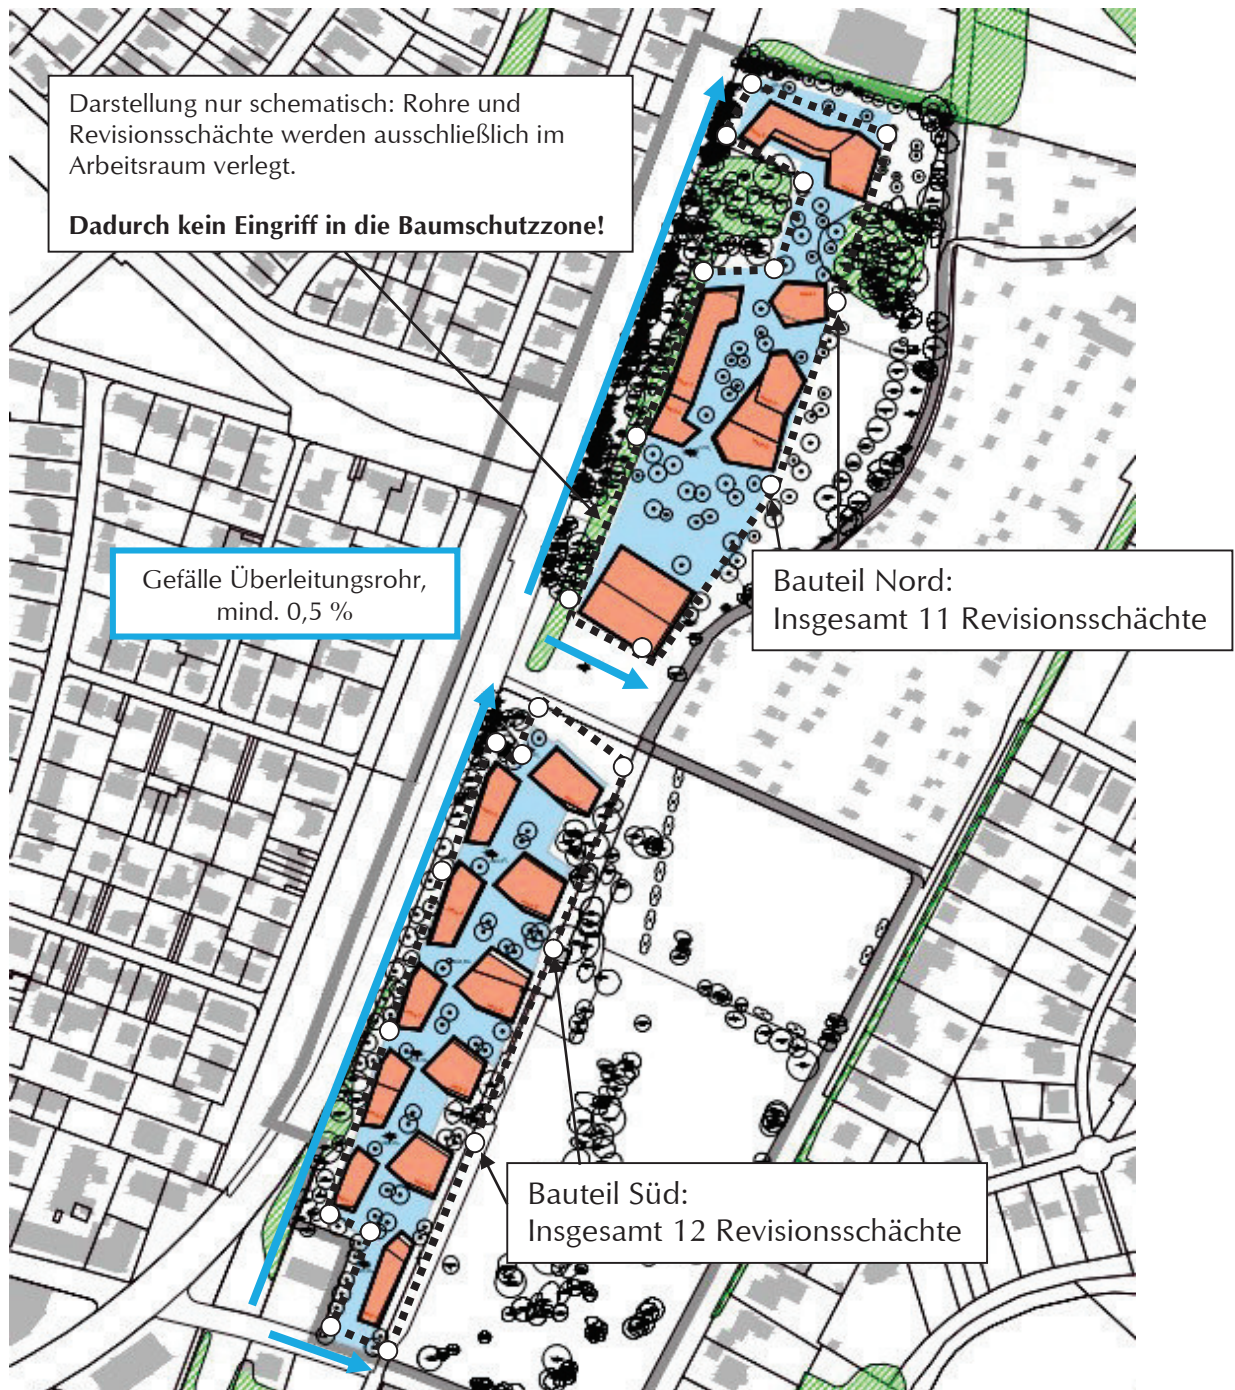 Darstellung nur schematisch: Rohre und
Revisionsschächte werden ausschließlich im
Arbeitsraum verlegt.
Dadurch kein Eingriff in die Baumschutzzone!
Gefälle Überleitungsrohr,
mind. 0,5 %
Bauteil Nord:
Insgesamt 11 Revisionsschächte
Bauteil Süd:
Insgesamt 12 Revisionsschächte